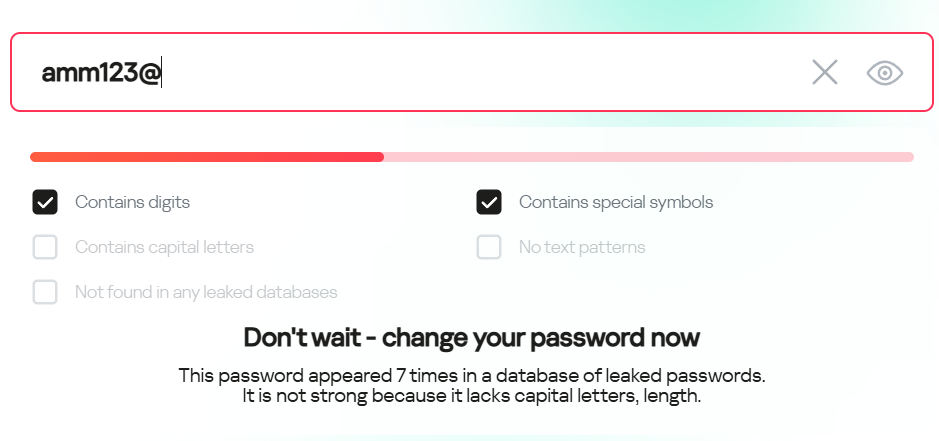 amm123@
Contains digits
Contains special symbols
Contains capital letters
No text patterns
Not found in any leaked databases
Don't wait - change your password now
This password appeared 7 times in a database of leaked passwords.
It is not strong because it lacks capital letters, length.